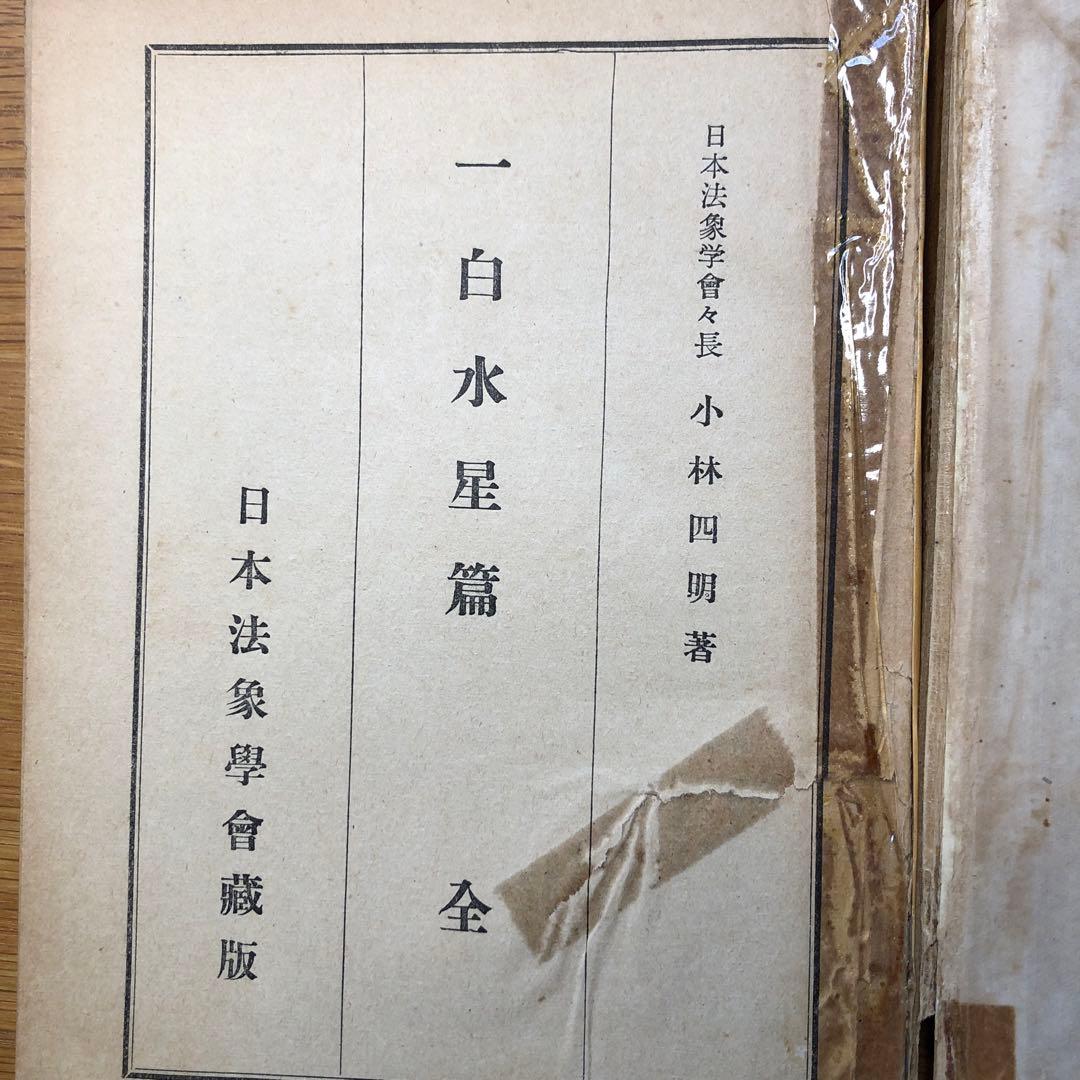 日本法象学會々長 小林四明著
一白水星篇 全
日本法象學會藏版